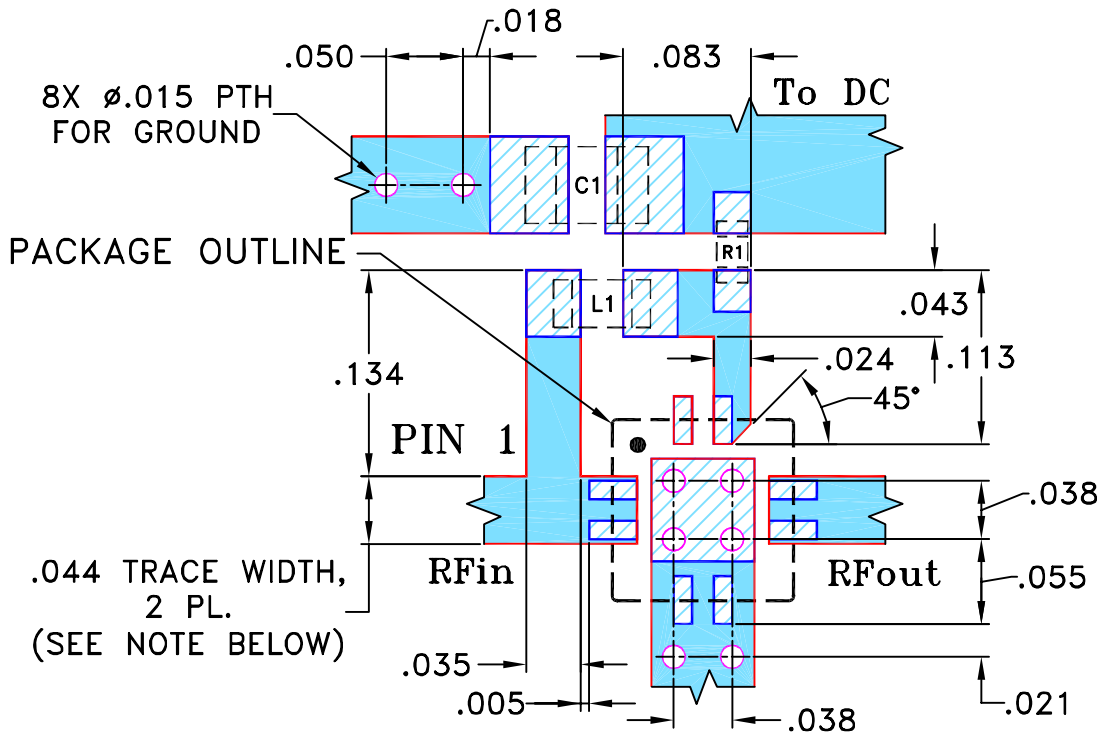 .018
.050
.083
To DC
8X ø.015 PTH
FOR GROUND
C1
PACKAGE OUTLINE
R1
L1
.043
.024
.113
.134
45°
PIN 1
.038
RFin
RFout
.044 TRACE WIDTH,
2 PL.
(SEE NOTE BELOW)
.055
.035
.005
.038
.021